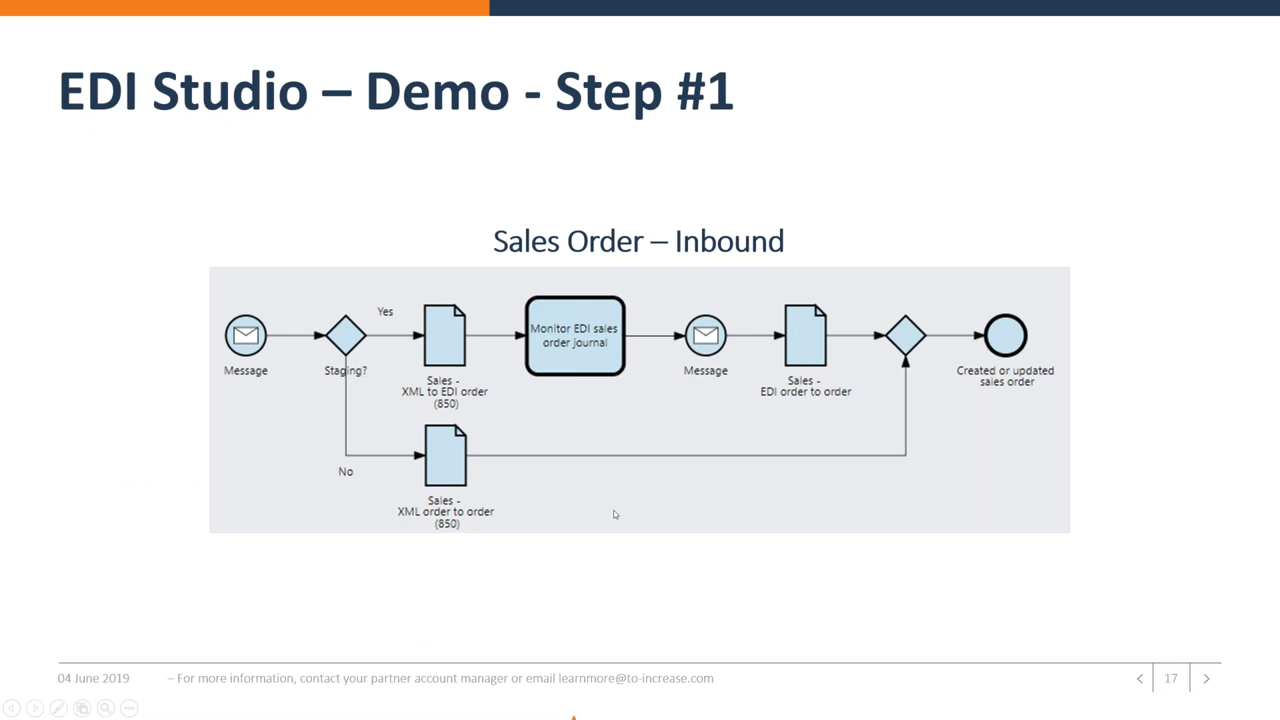 EDI Studio – Demo - Step #1
Sales Order – Inbound
Yes
Monitor EDI sales
order journal
Message
Staging?
Message
Created or updated
sales order
Sales -
XML to EDI order
(850)
Sales -
EDI order to order
No
Sales -
XML order to order
(850)
04 June 2019
– For more information, contact your partner account manager or email learnmore@to-increase.com
17